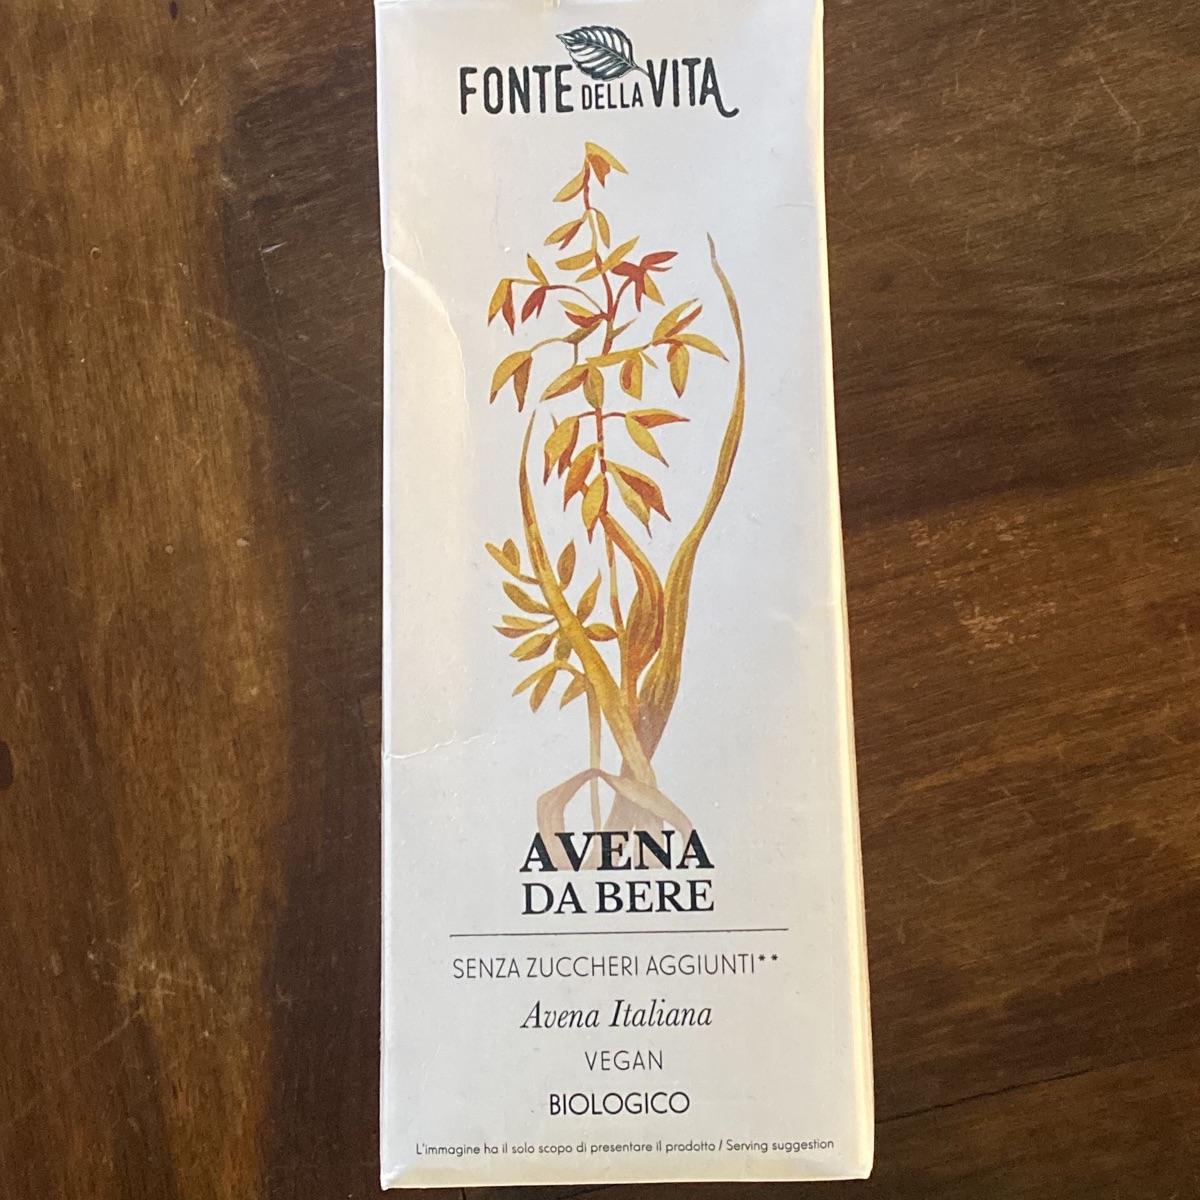 FONTE DELLA VITA
AVENA
DA BERE
SENZA ZUCCHERI AGGIUNTI**
Avena Italiana
VEGAN
BIOLOGICO
L'immagine ha il solo scopo di presentare il prodotto / Serving suggestion